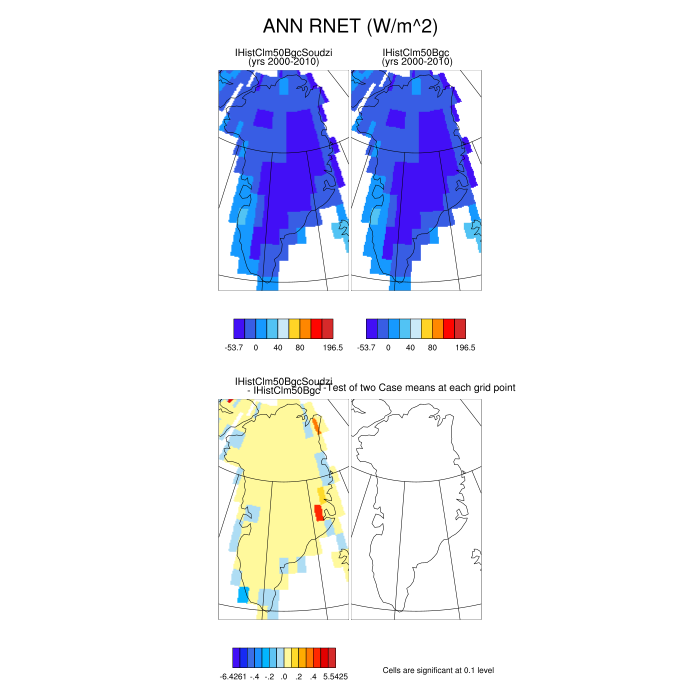 ANN RNET (W/m^2)
IHistClm50BgcSoudzi
(yrs 2000-2010)
IHistClm50Bgc
(yrs 2000-2010)
-53.7 0 40 80 196.5
-53.7 0 40 80 196.5
IHistClm50BgcSoudzi
- IHistClm50Bgc
T-Test of two Case means at each grid point
-6.4261 -.4 -.2 .0 .2 .4 5.5425
Cells are significant at 0.1 level